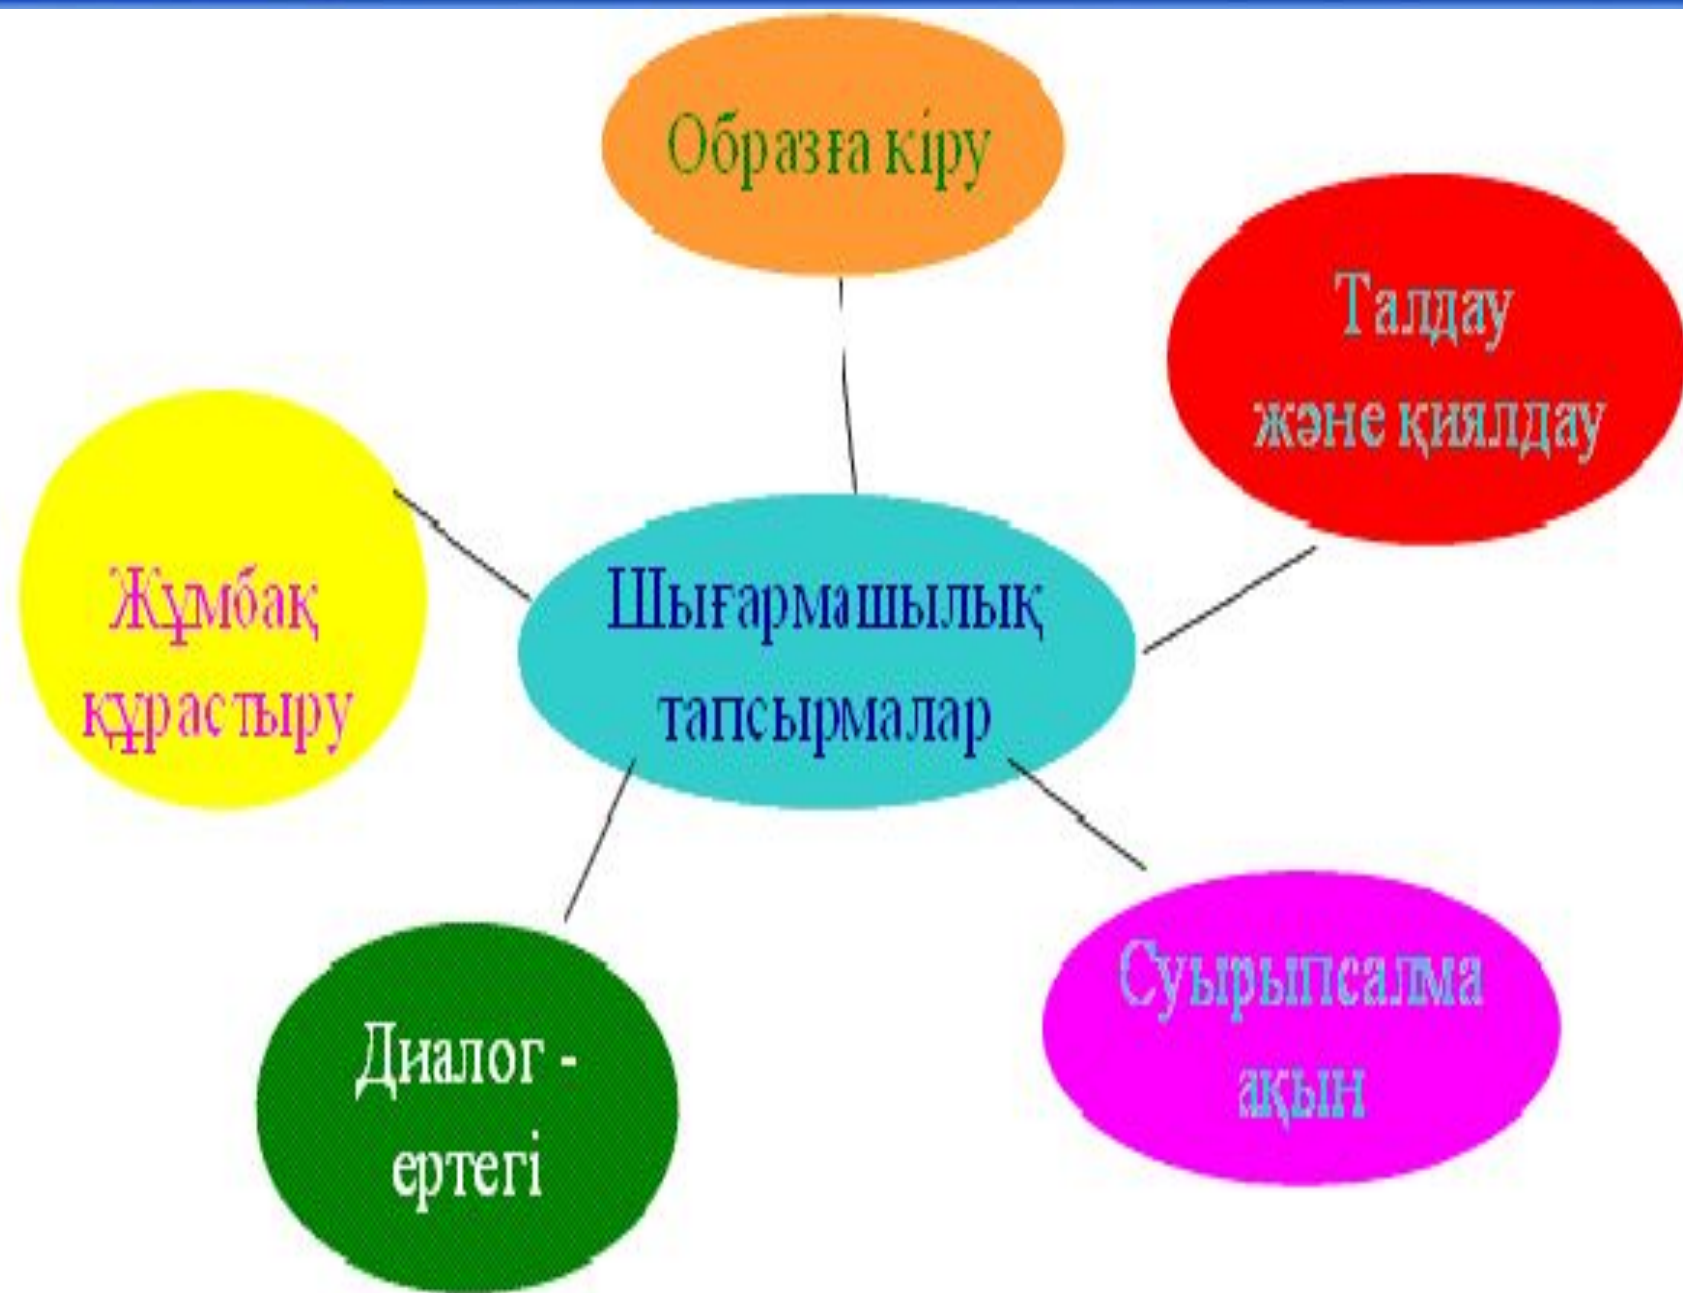 Образға кіру
Талдау
және қиялдау
Жұмбақ
құрастыру
Шығармашылық
тапсырмалар
Суырыпсалма
ақын
Диалог -
ертегі